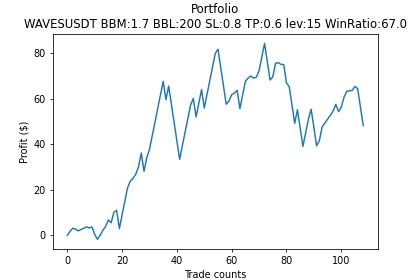 Portfolio
WAVESUSDT BBM:1.7 BBL:200 SL:0.8 TP:0.6 lev:15 WinRatio:67.0
80
60
40
20
0
Profit ($)
0 20 40 60 80 100
Trade counts